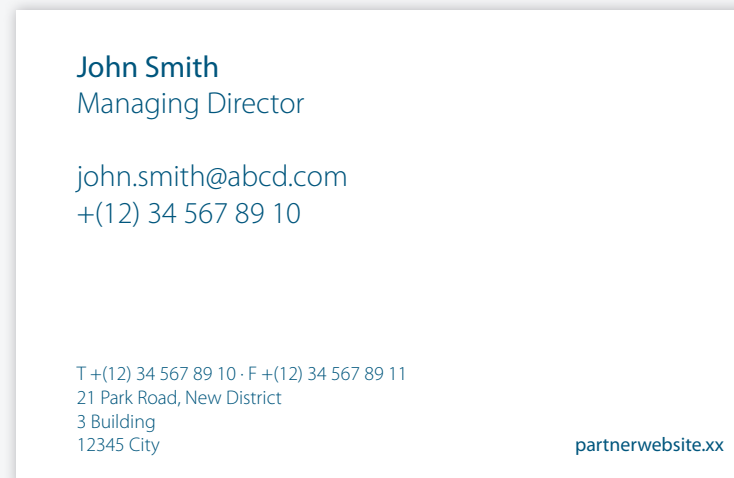 John Smith
Managing Director
john.smith@abcd.com
+(12) 34 567 89 10
T +(12) 34 567 89 10 · F +(12) 34 567 89 11
21 Park Road, New District
3 Building
12345 City
partnerwebsite.xx